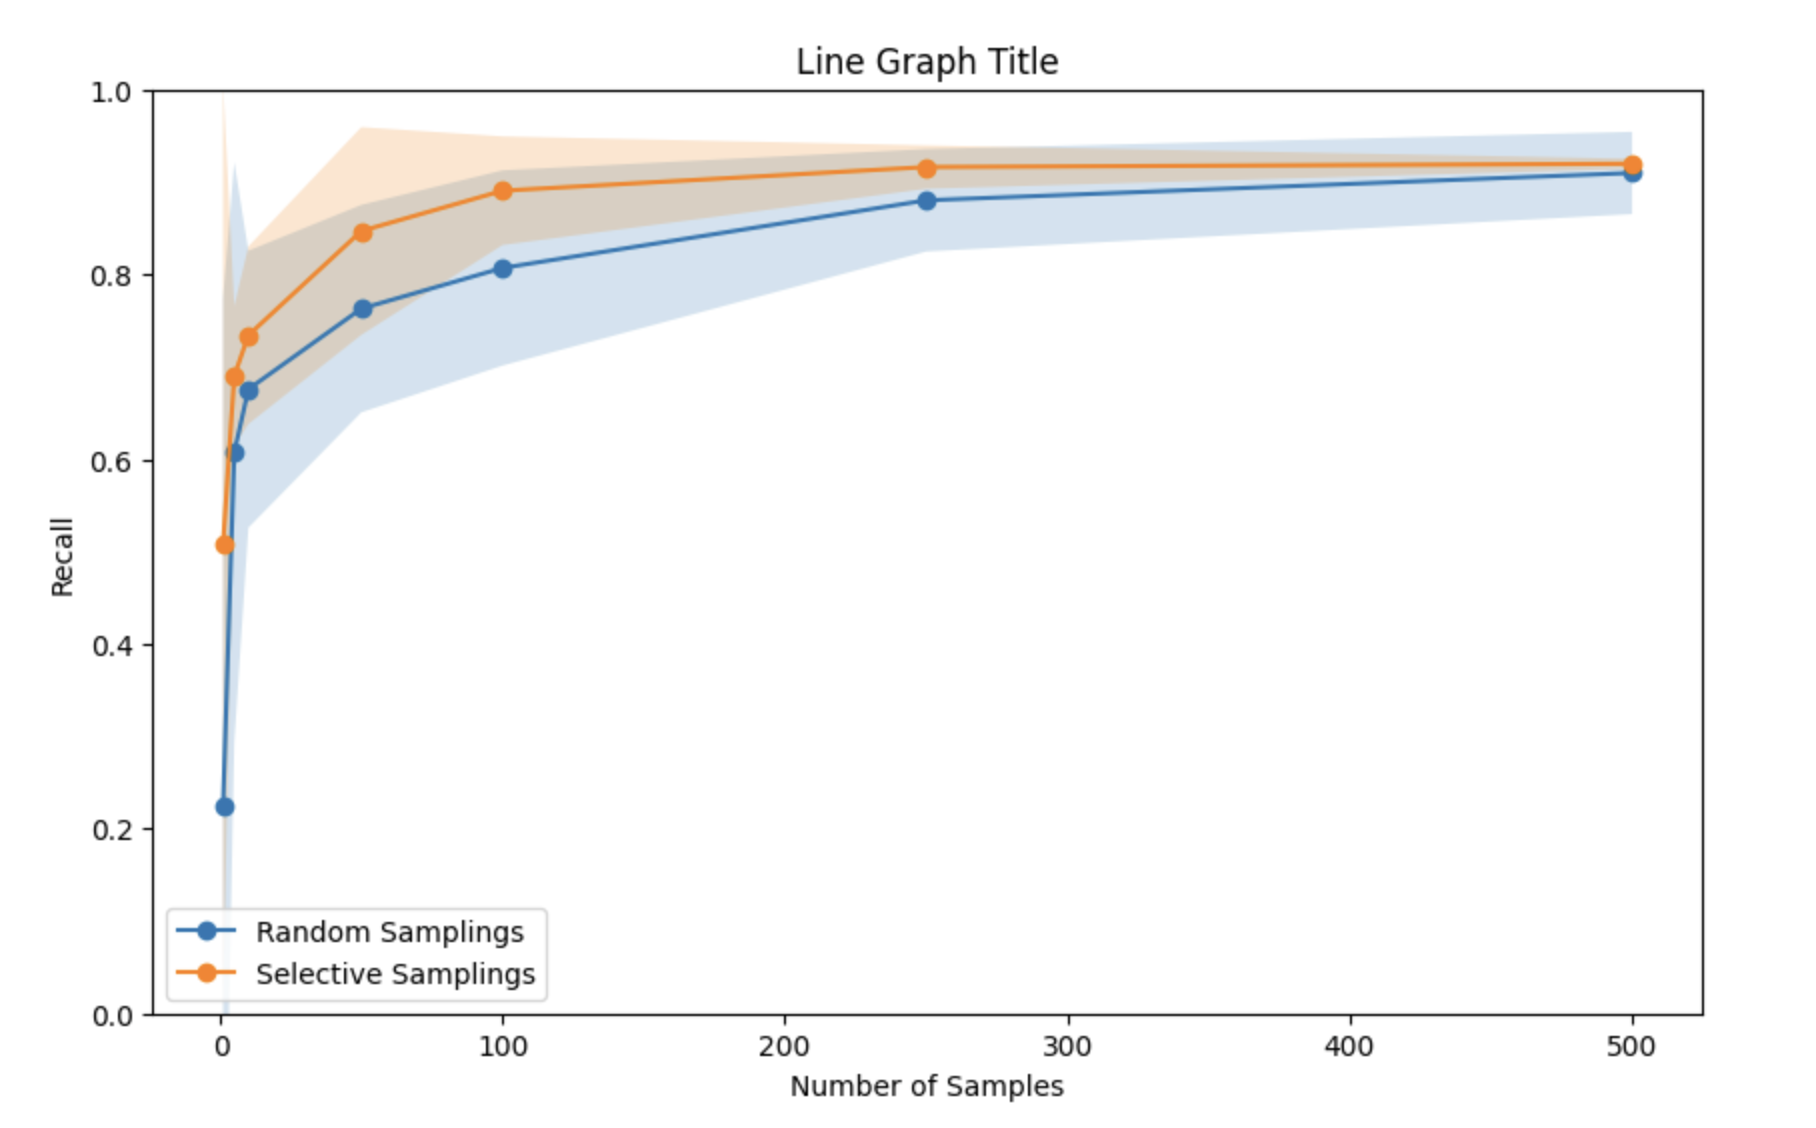 Line Graph Title
1.0
0.8
0.6
0.4
0.2
0.0
Recall
Random Samplings
Selective Samplings
0 100 200 300 400 500
Number of Samples